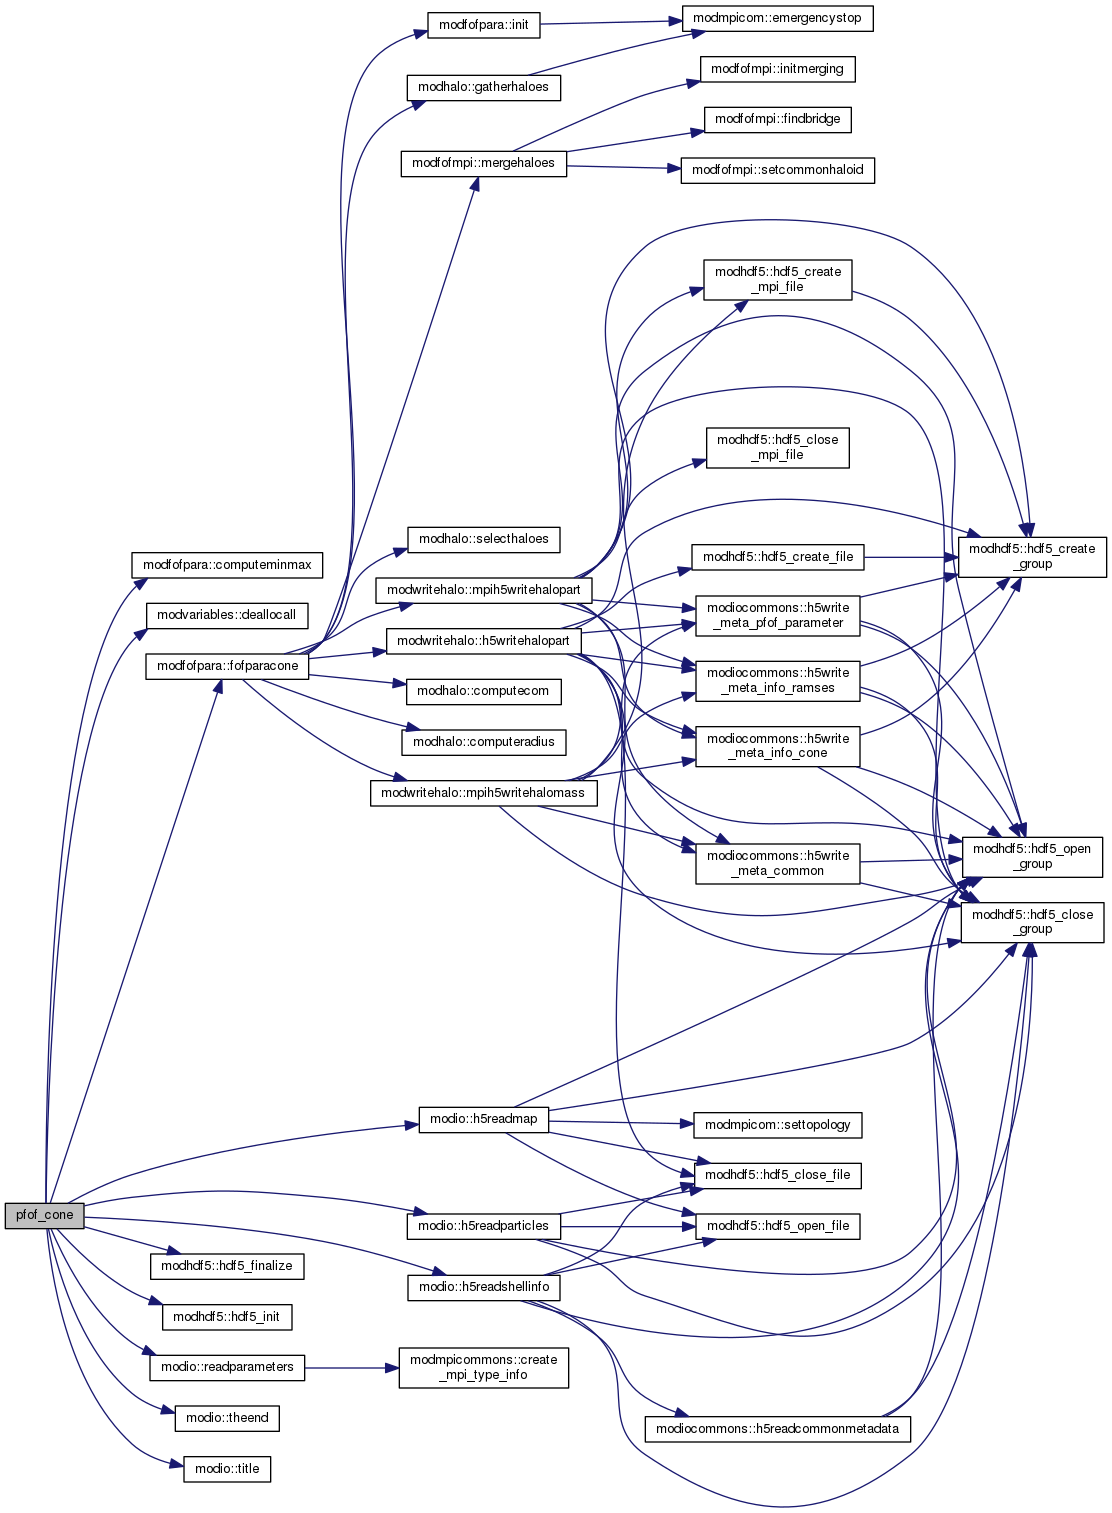 modfofpara::init
modmpicom::emergencystop
modfofmpi::initmerging
modhalo::gatherhaloes
modfofmpi::findbridge
modfofmpi::mergehaloes
modfofmpi::setcommonhaloid
modhdf5::hdf5_create
_mpi_file
modhdf5::hdf5_close
_mpi_file
modhalo::selecthaloes
modhdf5::hdf5_create_file
modhdf5::hdf5_create
_group
modfofpara::computeminmax
modwritehalo::mpih5writehalopart
modvariables::deallocall
modiocommons::h5write
_meta_pfof_parameter
modwritehalo::h5writehalopart
modfofpara::fofparacone
modiocommons::h5write
_meta_info_ramses
modhalo::computecom
modhalo::computeradius
modiocommons::h5write
_meta_info_cone
modwritehalo::mpih5writehalomass
modiocommons::h5write
_meta_common
modhdf5::hdf5_open
_group
modhdf5::hdf5_close
_group
modio::h5readmap
modmpicom::settopology
modhdf5::hdf5_close_file
pfof_cone
modio::h5readparticles
modhdf5::hdf5_open_file
modhdf5::hdf5_finalize
modio::h5readshellinfo
modhdf5::hdf5_init
modio::readparameters
modmpicommons::create
_mpi_type_info
modio::theend
modiocommons::h5readcommonmetadata
modio::title